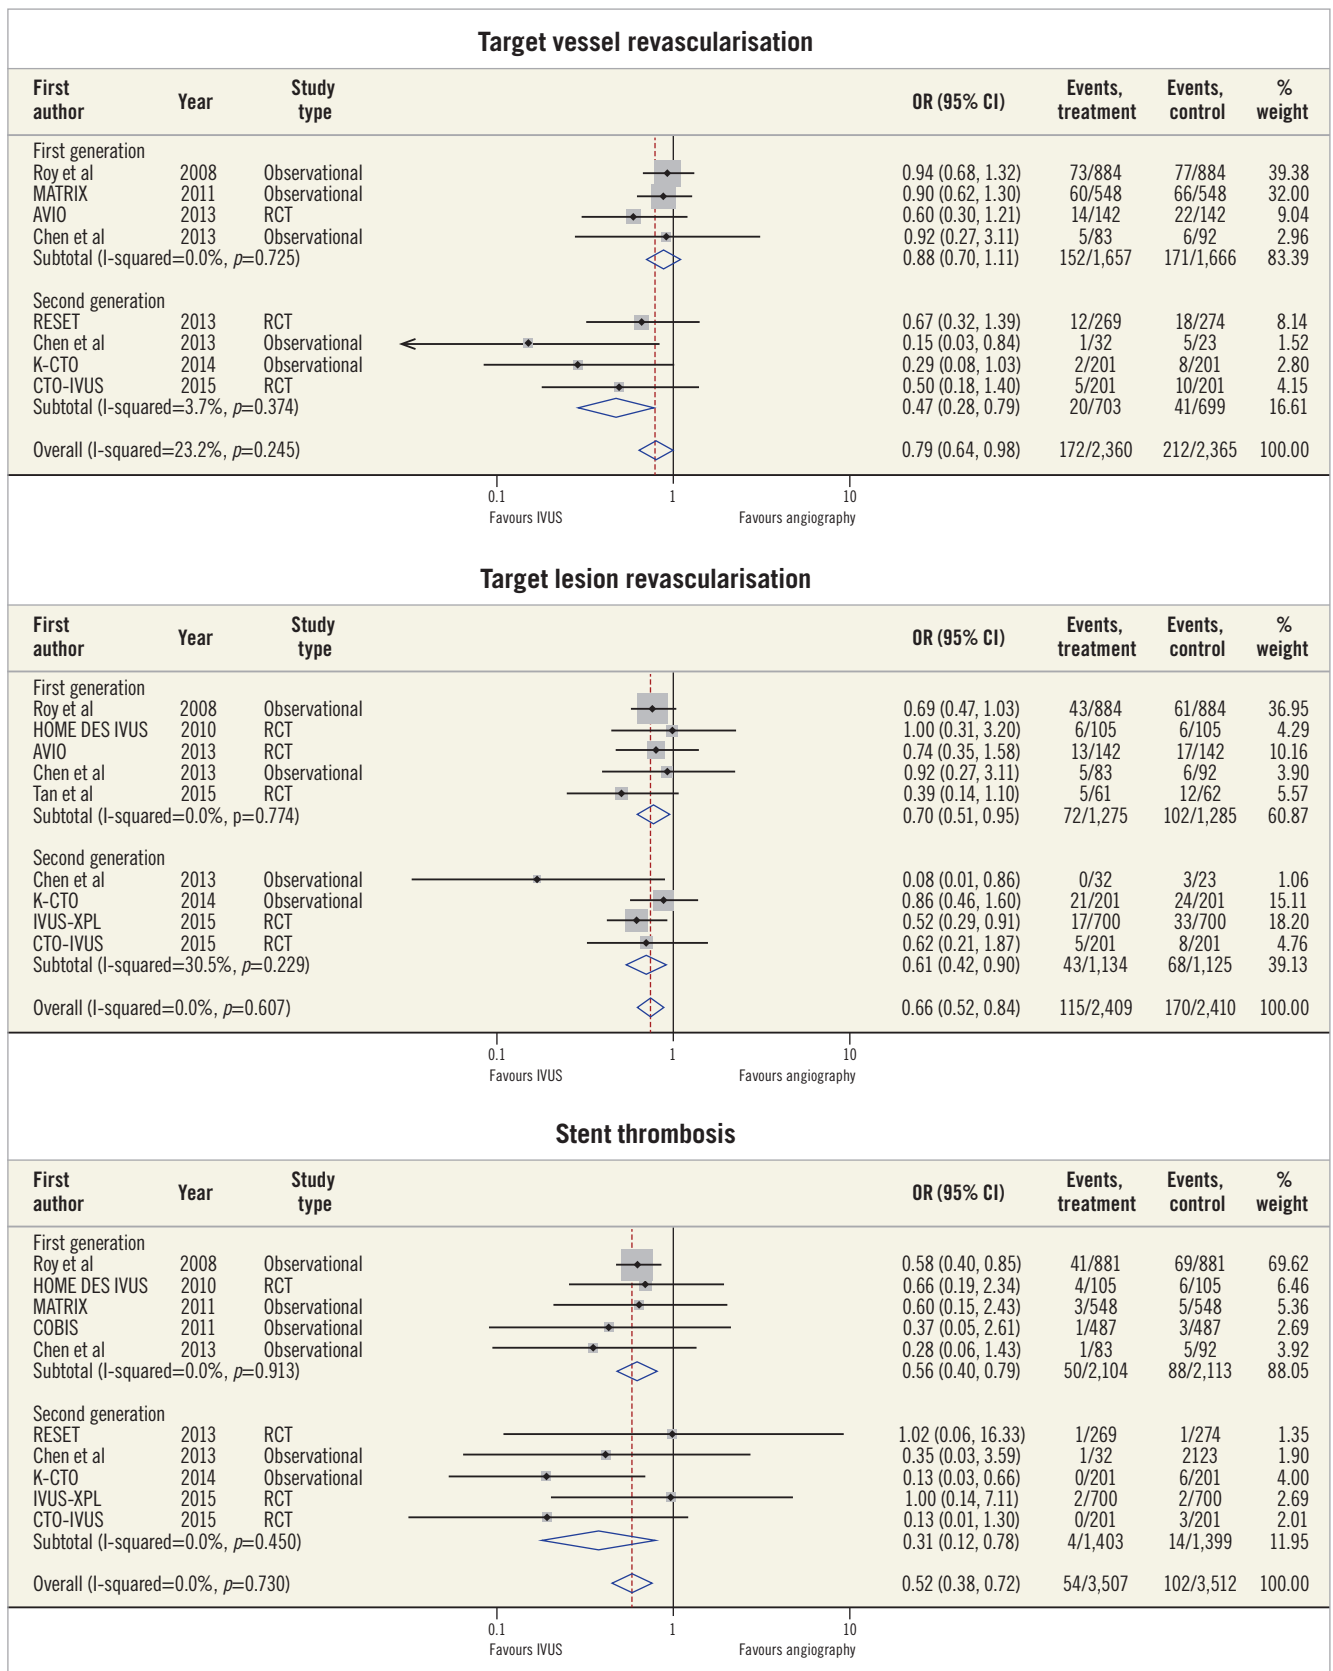 Target vessel revascularisation
First author Year Study type OR (95% CI) Events, treatment Events, control % weight
First generation
Roy et al 2008 Observational 0.94 (0.68, 1.32) 73/884 77/884 39.38
MATRIX 2011 Observational 0.90 (0.62, 1.30) 60/548 66/548 32.00
AVIO 2013 RCT 0.60 (0.30, 1.21) 14/142 22/142 9.04
Chen et al 2013 Observational 0.92 (0.27, 3.11) 5/83 6/92 2.96
Subtotal (I-squared=0.0%, p=0.725) 0.88 (0.70, 1.11) 152/1,657 171/1,666 83.39
Second generation
RESET 2013 RCT 0.67 (0.32, 1.39) 12/269 18/274 8.14
Chen et al 2013 Observational 0.15 (0.03, 0.84) 1/32 5/23 1.52
K-CTO 2014 Observational 0.29 (0.08, 1.03) 2/201 8/201 2.80
CTO-IVUS 2015 RCT 0.50 (0.18, 1.40) 5/201 10/201 4.15
Subtotal (I-squared=3.7%, p=0.374) 0.47 (0.28, 0.79) 20/703 41/699 16.61
Overall (I-squared=23.2%, p=0.245) 0.79 (0.64, 0.98) 172/2,360 212/2,365 100.00
0.1 1 10
Favours IVUS Favours angiography
Target lesion revascularisation
First author Year Study type OR (95% CI) Events, treatment Events, control % weight
First generation
Roy et al 2008 Observational 0.69 (0.47, 1.03) 43/884 61/884 36.95
HOME DES IVUS 2010 RCT 1.00 (0.31, 3.20) 6/105 6/105 4.29
AVIO 2013 RCT 0.74 (0.35, 1.58) 13/142 17/142 10.16
Chen et al 2013 Observational 0.92 (0.27, 3.11) 5/83 6/92 3.90
Tan et al 2015 RCT 0.39 (0.14, 1.10) 5/61 12/62 5.57
Subtotal (I-squared=0.0%, p=0.774) 0.70 (0.51, 0.95) 72/1,275 102/1,285 60.87
Second generation
Chen et al 2013 Observational 0.08 (0.01, 0.86) 0/32 3/23 1.06
K-CTO 2014 Observational 0.86 (0.46, 1.60) 21/201 24/201 15.11
IVUS-XPL 2015 RCT 0.52 (0.29, 0.91) 17/700 33/700 18.20
CTO-IVUS 2015 RCT 0.62 (0.21, 1.87) 5/201 8/201 4.76
Subtotal (I-squared=30.5%, p=0.229) 0.61 (0.42, 0.90) 43/1,134 68/1,125 39.13
Overall (I-squared=0.0%, p=0.607) 0.66 (0.52, 0.84) 115/2,409 170/2,410 100.00
0.1 1 10
Favours IVUS Favours angiography
Stent thrombosis
First author Year Study type OR (95% CI) Events, treatment Events, control % weight
First generation
Roy et al 2008 Observational 0.58 (0.40, 0.85) 41/881 69/881 69.62
HOME DES IVUS 2010 RCT 0.66 (0.19, 2.34) 4/105 6/105 6.46
MATRIX 2011 Observational 0.60 (0.15, 2.43) 3/548 5/548 5.36
COBIS 2011 Observational 0.37 (0.05, 2.61) 1/487 3/487 2.69
Chen et al 2013 Observational 0.28 (0.06, 1.43) 1/83 5/92 3.92
Subtotal (I-squared=0.0%, p=0.913) 0.56 (0.40, 0.79) 50/2,104 88/2,113 88.05
Second generation
RESET 2013 RCT 1.02 (0.06, 16.33) 1/269 1/274 1.35
Chen et al 2013 Observational 0.35 (0.03, 3.59) 1/32 2123 1.90
K-CTO 2014 Observational 0.13 (0.03, 0.66) 0/201 6/201 4.00
IVUS-XPL 2015 RCT 1.00 (0.14, 7.11) 2/700 2/700 2.69
CTO-IVUS 2015 RCT 0.13 (0.01, 1.30) 0/201 3/201 2.01
Subtotal (I-squared=0.0%, p=0.450) 0.31 (0.12, 0.78) 4/1,403 14/1,399 11.95
Overall (I-squared=0.0%, p=0.730) 0.52 (0.38, 0.72) 54/3,507 102/3,512 100.00
0.1 1 10
Favours IVUS Favours angiography